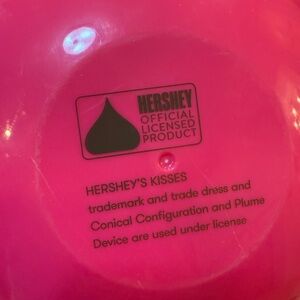 HERSHEY
OFFICIAL
LICENSED
PRODUCT
HERSHEY'S KISSES
trademark and trade dress and
Conical Configuration and Plume
Device are used under license